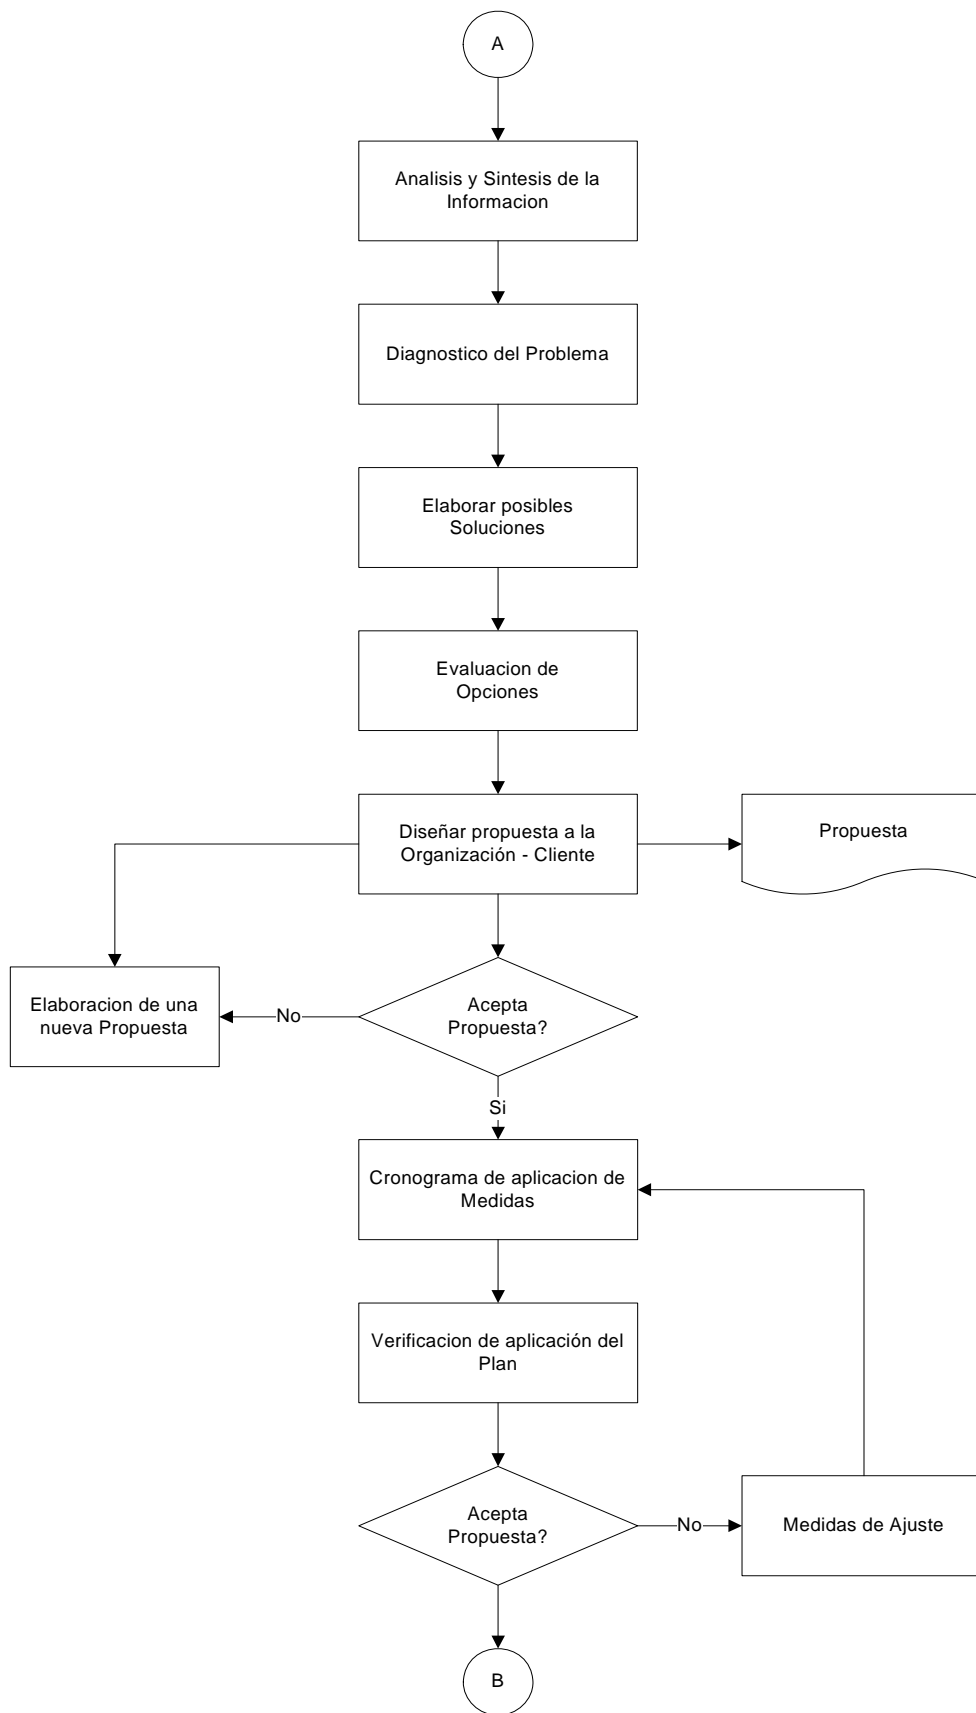 A
Analisis y Sintesis de la
Informacion
Diagnostico del Problema
Elaborar posibles
Soluciones
Evaluacion de
Opciones
Diseñar propuesta a la
Organización - Cliente
Propuesta
Elaboracion de una
nueva Propuesta
No
Acepta
Propuesta?
Si
Cronograma de aplicacion de
Medidas
Verificacion de aplicación del
Plan
Acepta
Propuesta?
No
Medidas de Ajuste
B